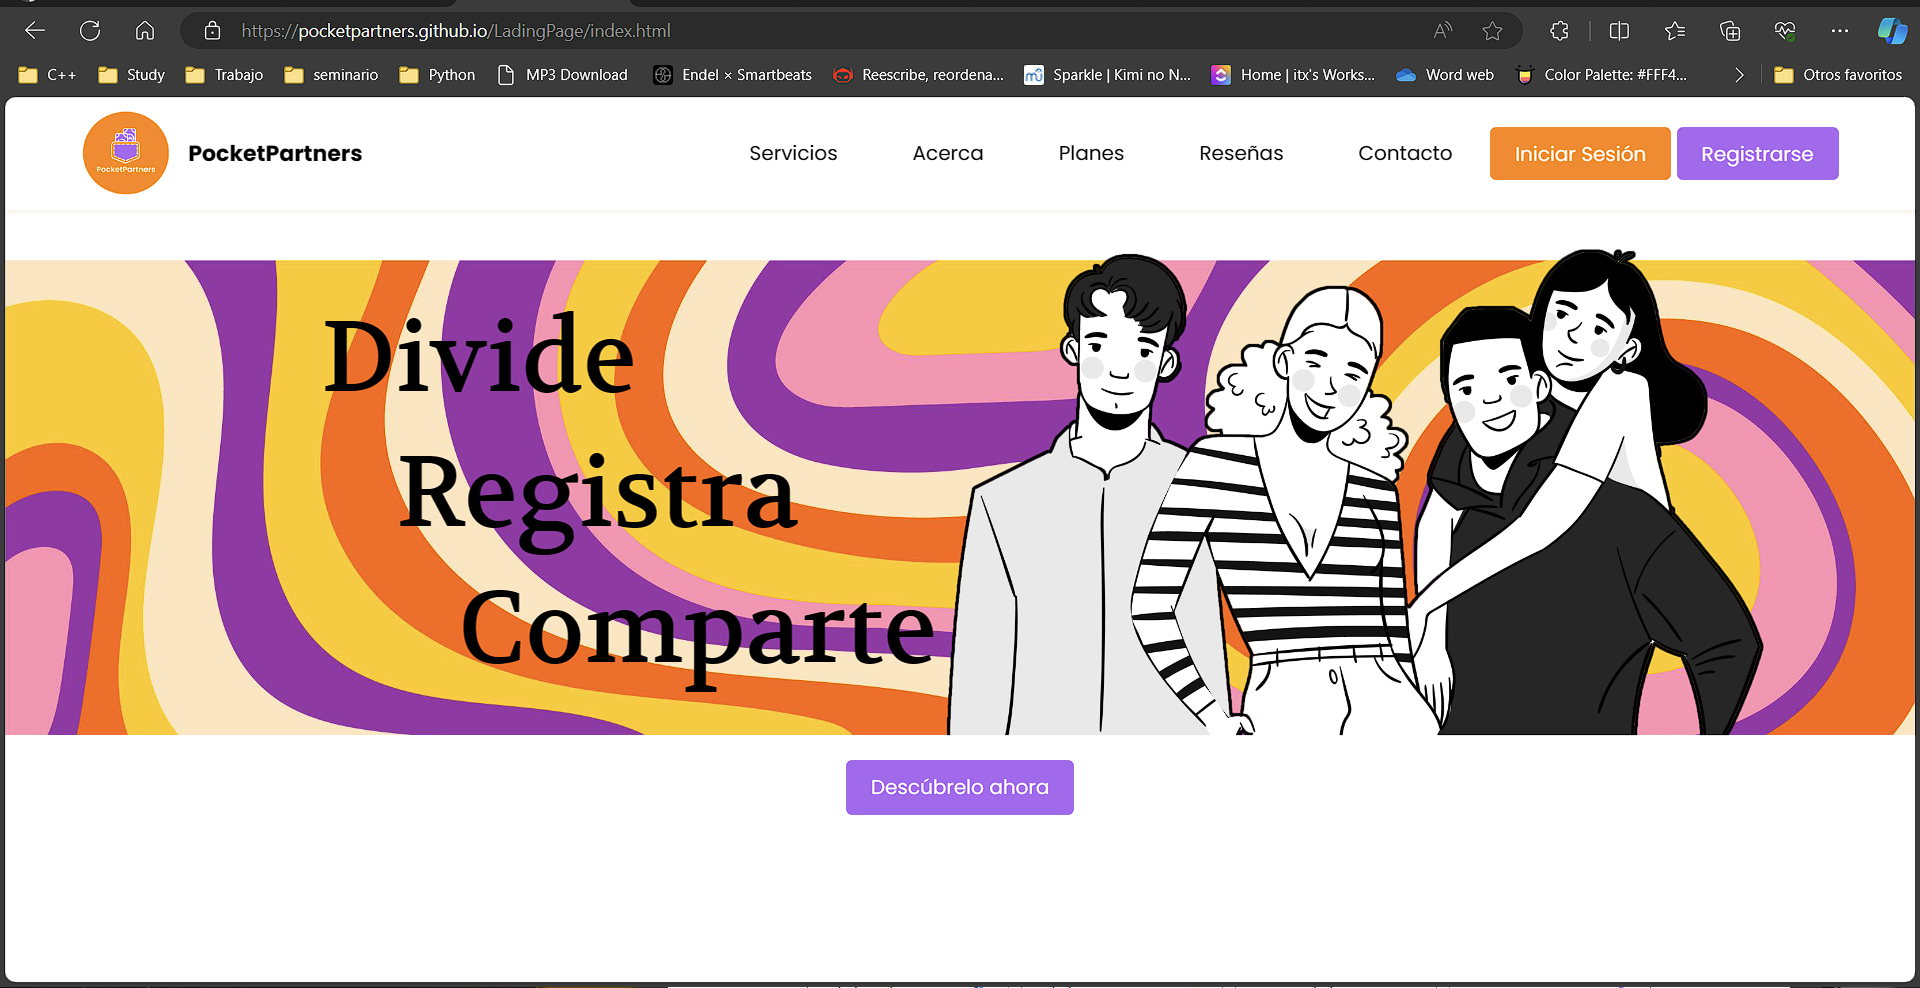 https://pocketpartners.github.io/LadingPage/index.html
C++ Study Trabajo seminario Python MP3 Download Endel × Smartbeats Reescribe, reordena... Sparkle | Kimi no N... Home | itx's Works... Word web Color Palette: #FFF4... Otros favoritos
PocketPartners
PocketPartners Servicios Acerca Planes Reseñas Contacto Iniciar Sesión Registrarse
Divide
Registra
Comparte
Descúbrelo ahora